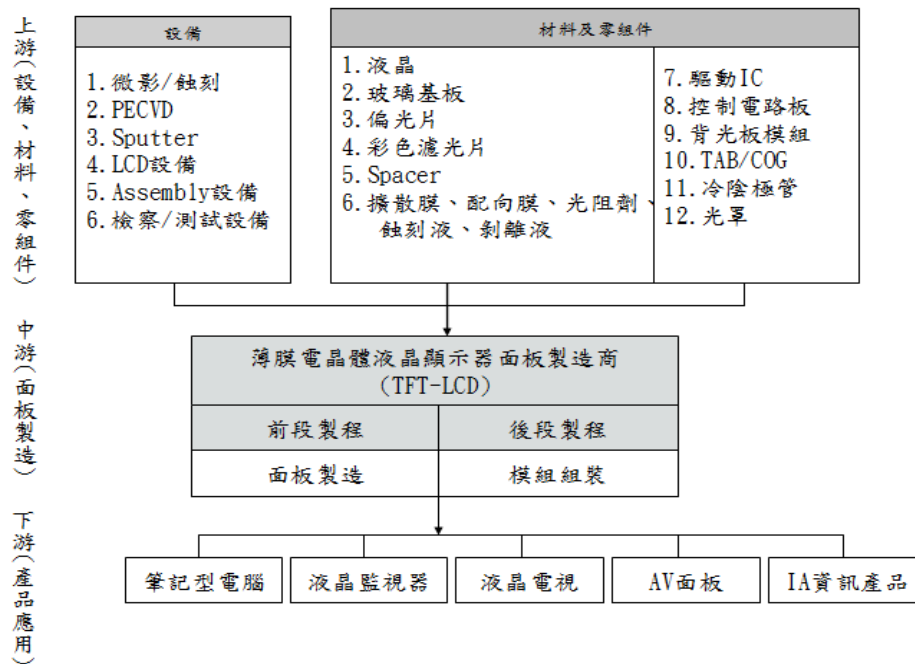 上游(設備、材料、零組件)
設備
1.微影/蝕刻
2.PECVD
3.Sputter
4.LCD設備
5.Assembly設備
6.檢察/測試設備
材料及零組件
1.液晶
2.玻璃基板
3.偏光片
4.彩色濾光片
5.Spacer
6.擴散膜、配向膜、光阻劑、
蝕刻液、剝離液
7.驅動IC
8.控制電路板
9.背光板模組
10.TAB/COG
11.冷陰極管
12.光罩
中游(面板製造)
薄膜電晶體液晶顯示器面板製造商
(TFT-LCD)
前段製程
後段製程
面板製造
模組組裝
下游(產品應用)
筆記型電腦
液晶監視器
液晶電視
AV面板
IA資訊產品